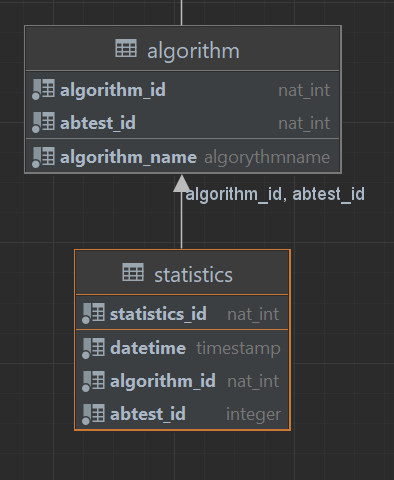 algorithm
algorithm_id nat_int
abtest_id nat_int
algorithm_name algorythmname
algorithm_id, abtest_id
statistics
statistics_id nat_int
datetime timestamp
algorithm_id nat_int
abtest_id integer